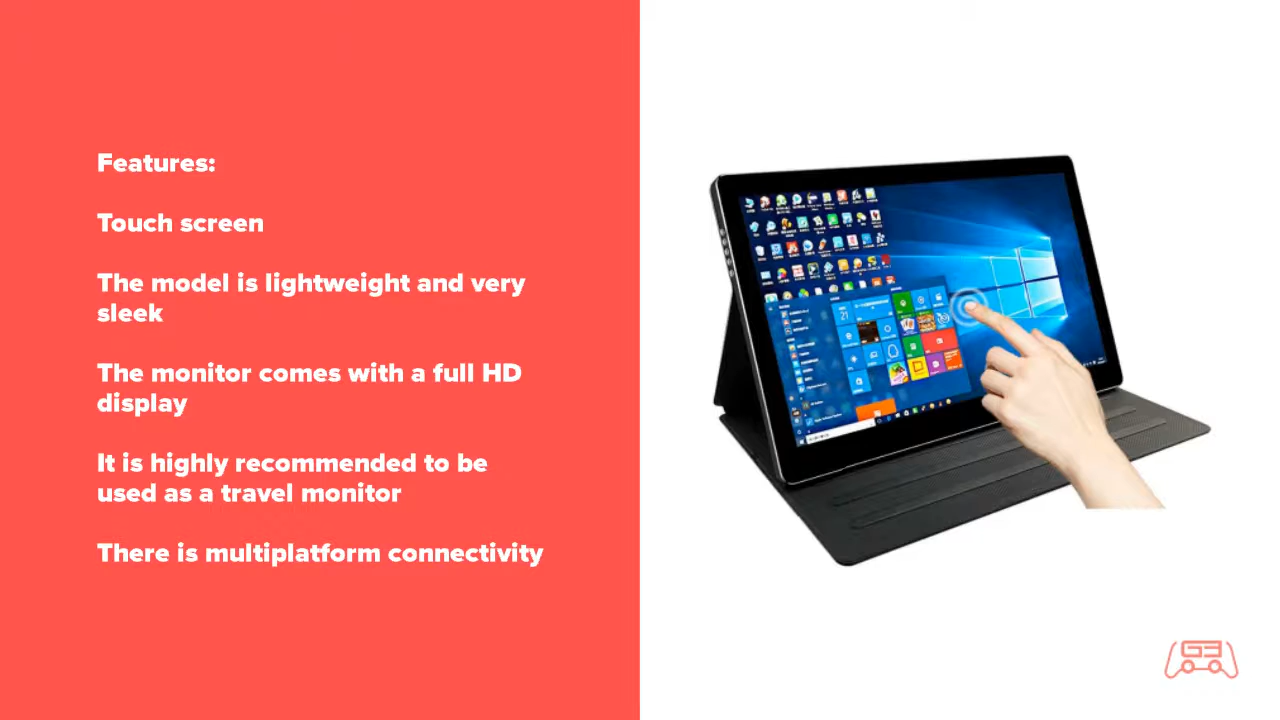 Features:
Touch screen
The model is lightweight and very
sleek
The monitor comes with a full HD
display
It is highly recommended to be
used as a travel monitor
There is multiplatform connectivity
21